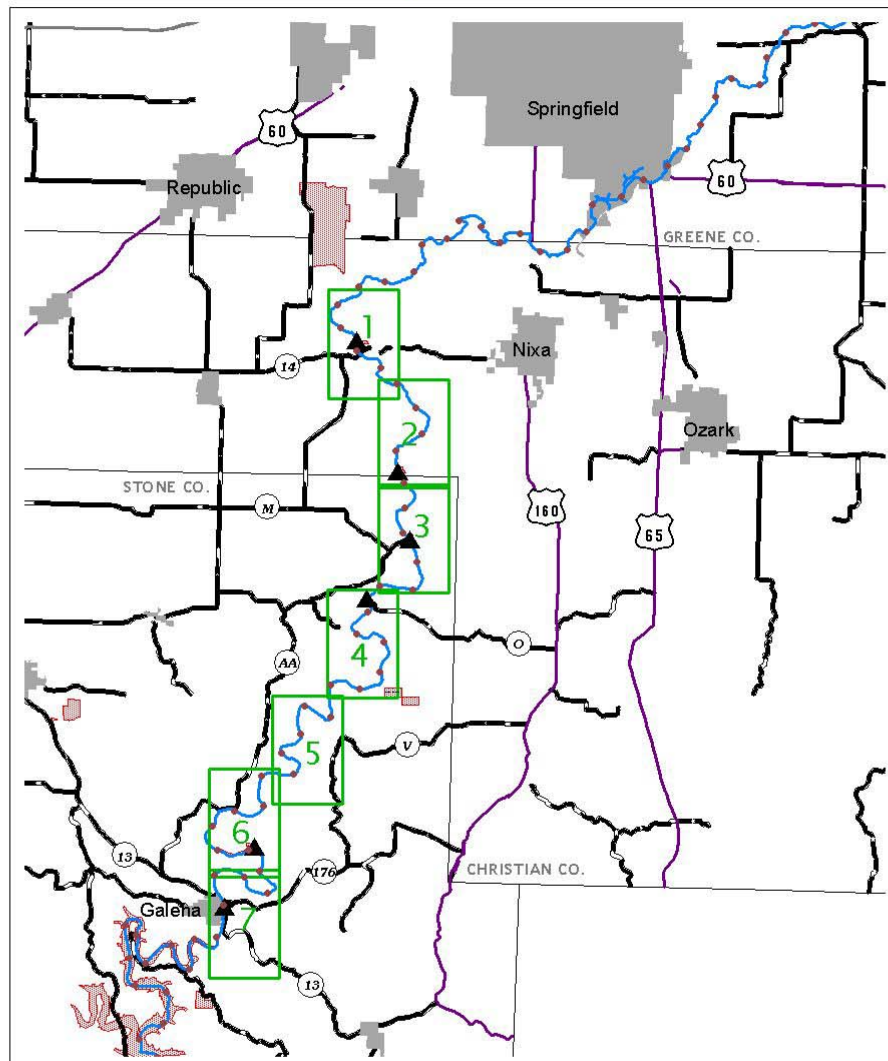 Springfield
60
Republic
60
GREENE CO.
1
Nixa
14
Ozark
2
STONE CO.
M
160
65
3
O
4
AA
V
5
6
13
176
CHRISTIAN CO.
Galena
7
13